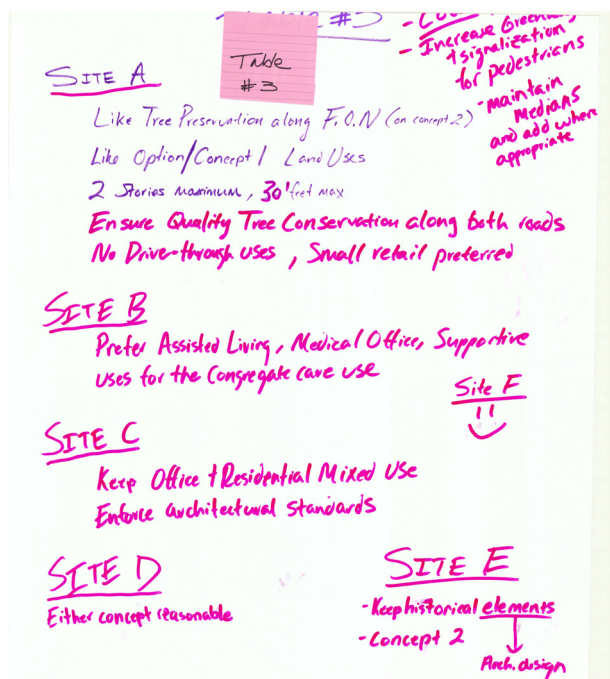 #3
Table
#3
- Increase Green
+ signalization
for pedestrians
- maintain
Medians
and add where
appropriate
SITE A
Like Tree Preservation along F.O.N (on concept 2)
Like Option/Concept 1 Land Uses
2 Stories maximum, 30' feet max
Ensure Quality Tree Conservation along both roads
No Drive-through uses, Small retail preferred
SITE B
Prefer Assisted Living, Medical Office, Supportive
uses for the Congregate care use
Site F
SITE C
Keep Office + Residential Mixed Use
Enforce architectural standards
SITE D
Either concept reasonable
SITE E
- Keep historical elements
- Concept 2
Arch. design